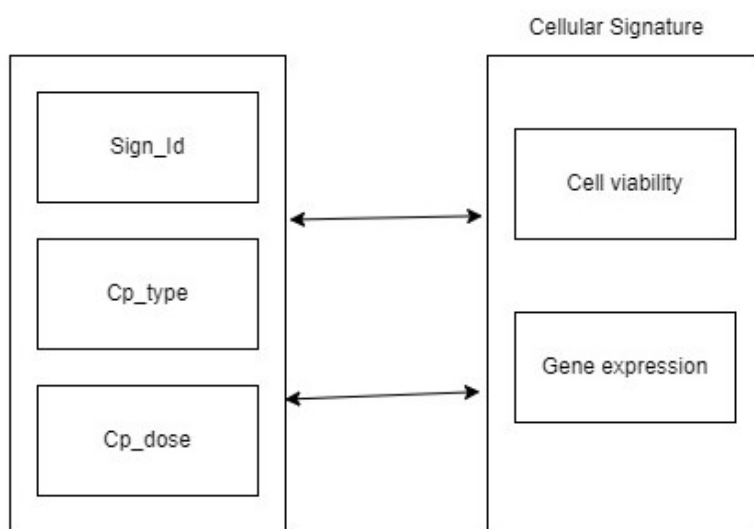 Cellular Signature
Sign_Id
Cell viability
Cp_type
Gene expression
Cp_dose